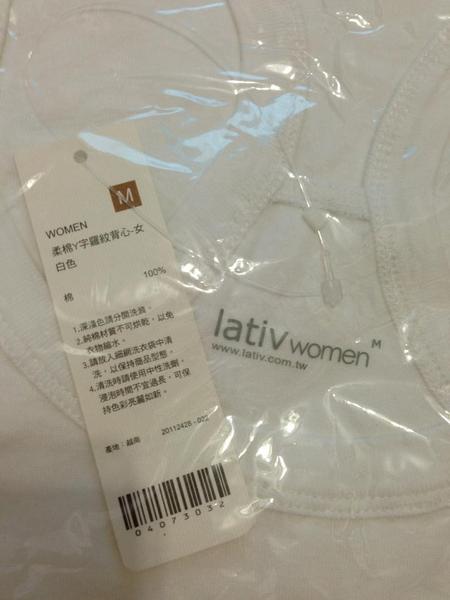 M
WOMEN
柔棉Y字羅紋背心-女
白色
100%
棉
1.深淺色請分開洗滌。
2.純棉材質不可烘乾，以免
衣物縮水。
3.請放入細網洗衣袋中清
洗，以保持商品型態。
4.清洗時請使用中性洗劑，
浸泡時間不宜過長，可保
持色彩亮麗如新。
產地：越南
20112428-002
04073032
lativ women M
www.lativ.com.tw